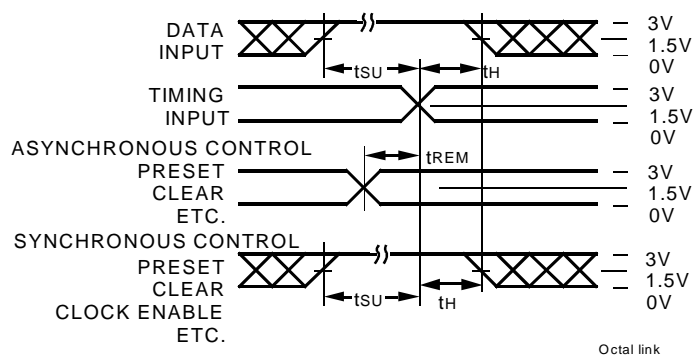 DATA
INPUT
tSU
tH
3V
1.5V
0V
TIMING
INPUT
3V
1.5V
0V
ASYNCHRONOUS CONTROL
PRESET
CLEAR
ETC.
tREM
3V
1.5V
0V
SYNCHRONOUS CONTROL
PRESET
CLEAR
CLOCK ENABLE
ETC.
tSU
tH
3V
1.5V
0V
Octal link